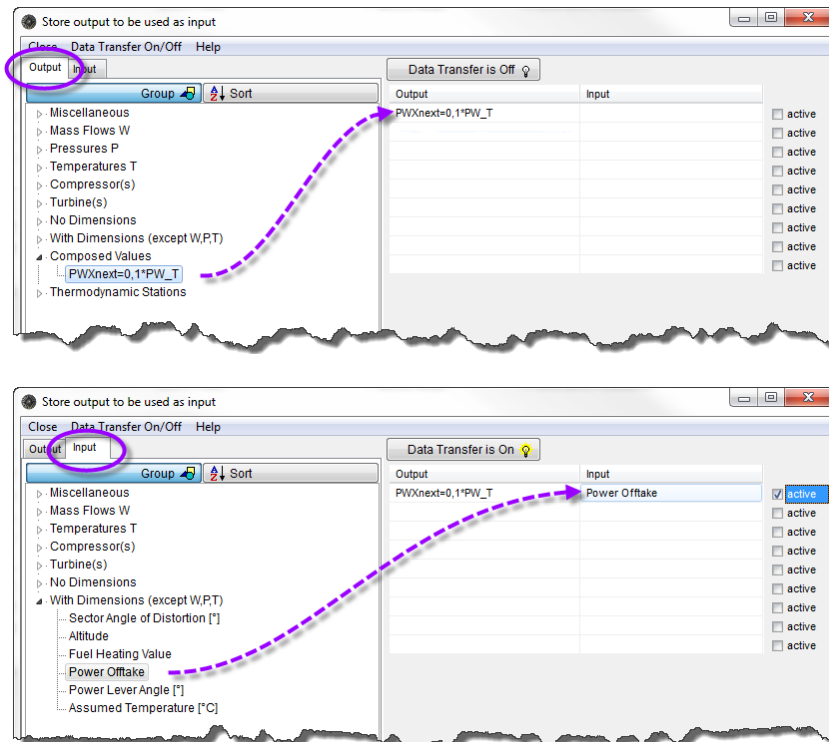 Store output to be used as input
Close Data Transfer On/Off Help
Output Input
Group Sort
Miscellaneous
Mass Flows W
Pressures P
Temperatures T
Compressor(s)
Turbine(s)
No Dimensions
With Dimensions (except W,P,T)
Composed Values
PWXnext=0,1*PW_T
Thermodynamic Stations
Data Transfer is Off
Output Input
PWXnext=0,1*PW_T
active
active
active
active
active
active
active
active
active
Store output to be used as input
Close Data Transfer On/Off Help
Output Input
Group Sort
Miscellaneous
Mass Flows W
Temperatures T
Compressor(s)
Turbine(s)
No Dimensions
With Dimensions (except W,P,T)
Sector Angle of Distortion [°]
Altitude
Fuel Heating Value
Power Offtake
Power Lever Angle [°]
Assumed Temperature [°C]
Data Transfer is On
Output Input
PWXnext=0,1*PW_T Power Offtake active
active
active
active
active
active
active
active
active